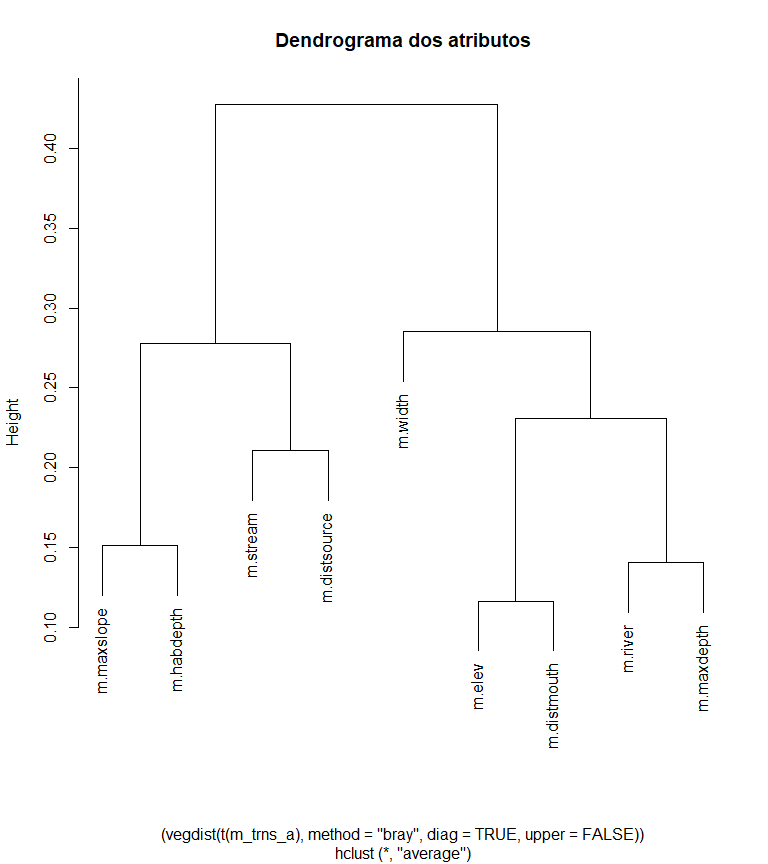 Dendrograma dos atributos
Height
0.40
0.35
0.30
0.25
0.20
0.15
0.10
m.maxslope
m.habdepth
m.stream
m.distsource
m.width
m.elev
m.distmouth
m.river
m.maxdepth
(vegdist(t(m_trns_a), method = "bray", diag = TRUE, upper = FALSE))
hclust (*, "average")